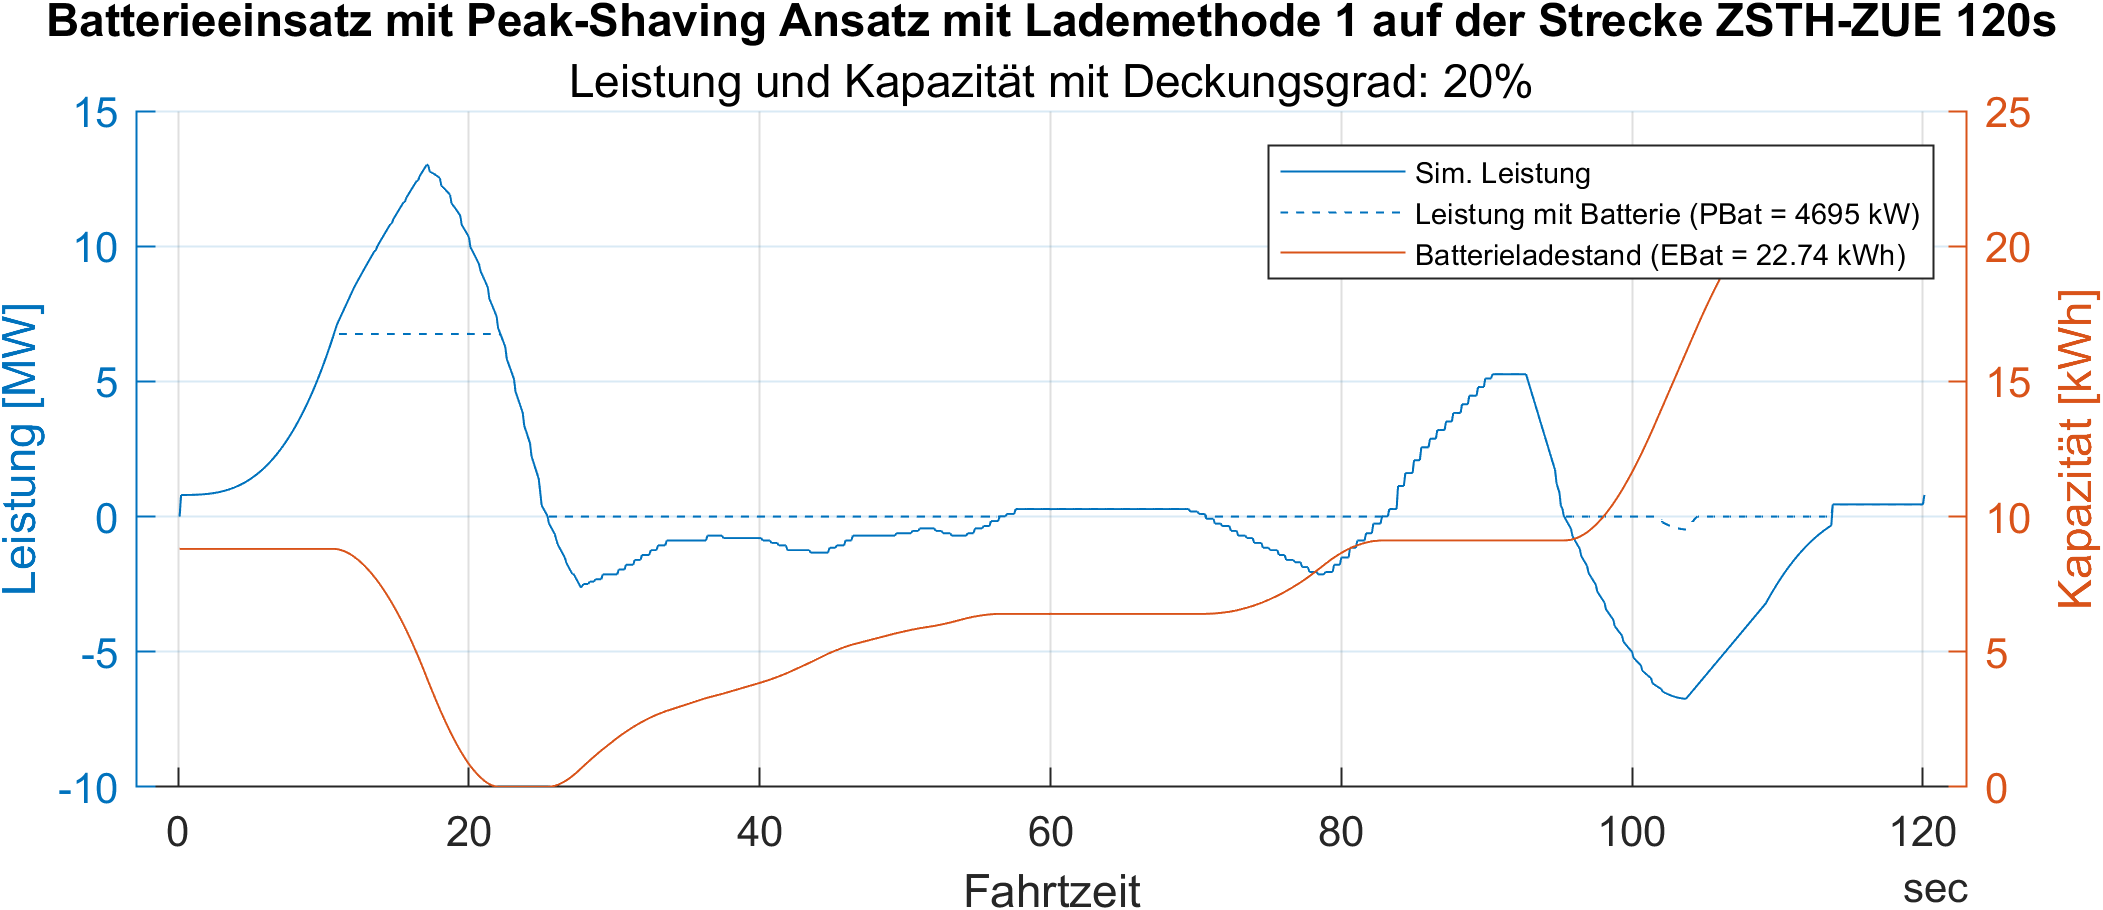 Batterieeinsatz mit Peak-Shaving Ansatz mit Lademethode 1 auf der Strecke ZSTH-ZUE 120s
Leistung und Kapazität mit Deckungsgrad: 20%
15
10
5
0
-5
-10
Leistung [MW]
25
20
15
10
5
0
Kapazität [kWh]
Sim. Leistung
Leistung mit Batterie (PBat = 4695 kW)
Batterieladestand (EBat = 22.74 kWh)
0 20 40 60 80 100 120
Fahrtzeit
sec